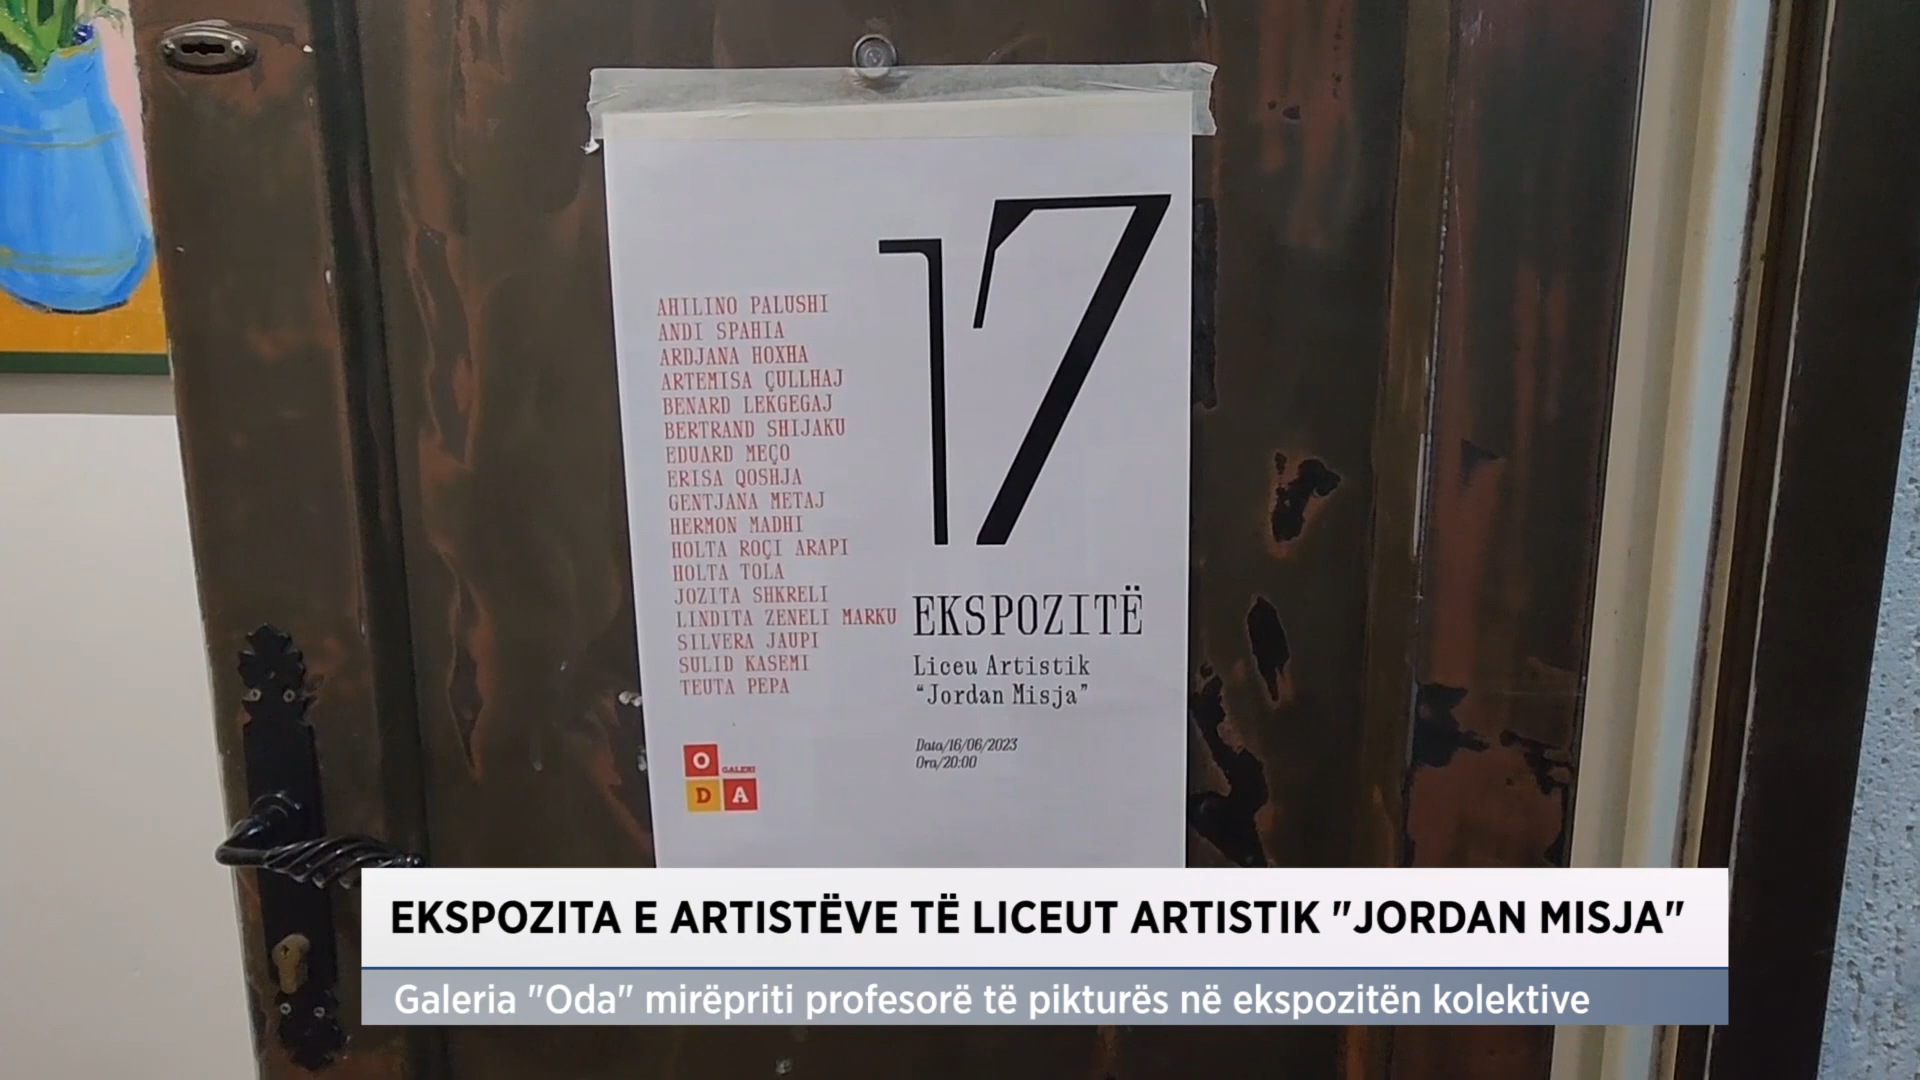 17
AHILINO PALUSHI
ANDI SPAHIA
ARDJANA HOXHA
ARTEMISA ÇULLHAJ
BENARD LEKGEGAJ
BERTRAND SHIJAKU
EDUARD MEÇO
ERISA QOSHJA
GENTJANA METAJ
HERMON MADHI
HOLTA ROÇI ARAPI
HOLTA TOLA
JOZITA SHKRELI
LINDITA ZENELI MARKU
SILVERA JAUPI
SULID KASEMI
TEUTA PEPA
EKSPOZITË
Liceu Artistik
“Jordan Misja”
Data/16/06/2023
Ora/20:00
O GALERI
DA
EKSPOZITA E ARTISTËVE TË LICEUT ARTISTIK "JORDAN MISJA"
Galeria "Oda" mirëpriti profesorë të pikturës në ekspozitën kolektive